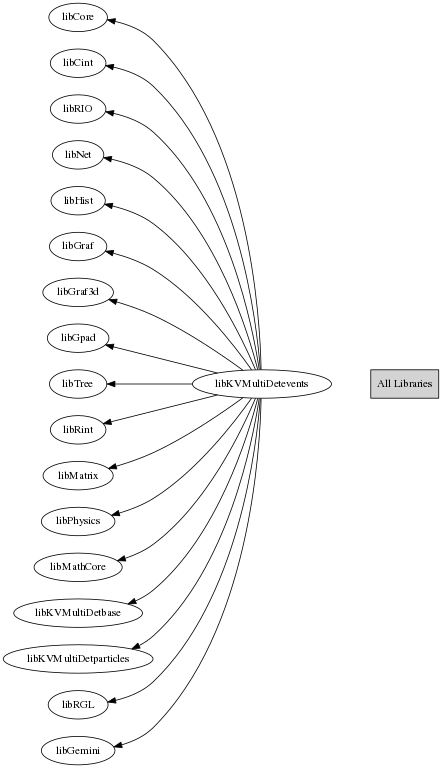 libCore
libCint
libRIO
libNet
libHist
libGraf
libGraf3d
libGpad
libKVMultiDetevents
All Libraries
libTree
libRint
libMatrix
libPhysics
libMathCore
libKVMultiDetbase
libKVMultiDetparticles
libRGL
libGemini